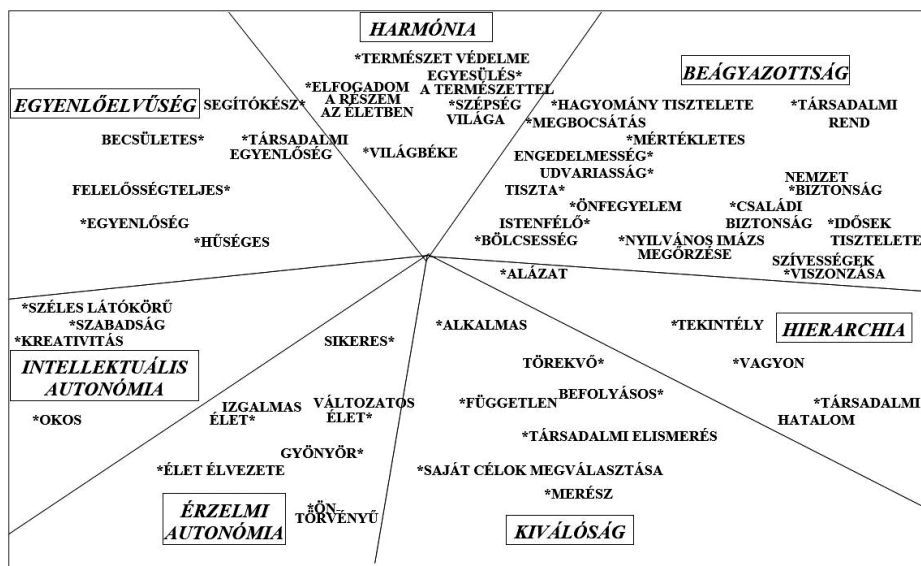 HARMÓNIA
*TERMÉSZET VÉDELME
EGYESÜLÉS*
A TERMÉSZETTEL
*ELFOGADOM
A RÉSZEM
AZ ÉLETBEN
*SZÉPSÉG
VILÁGA
*VILÁGBÉKE
EGYENLŐELVŰSÉG
SEGÍTŐKÉSZ*
BECSÜLETES*
*TÁRSADALMI
EGYENLŐSÉG
FELELŐSSÉGTELJES*
*EGYENLŐSÉG
*HŰSÉGES
BEÁGYAZOTTSÁG
*HAGYOMÁNY TISZTELETE
*TÁRSADALMI
REND
*MEGBOCSÁTÁS
*MÉRTÉKLETES
ENGEDELMESSÉG*
UDVARIASSÁG*
NEMZET
*BIZTONSÁG
TISZTA*
*ÖNFEGYELEM
*CSALÁDI
BIZTONSÁG
ISTENFÉLŐ*
*IDŐSEK
TISZTELETE
*BÖLCSESSÉG
*NYILVÁNOS IMÁZS
MEGŐRZÉSE
SZÍVESSÉGEK
*VISZONZÁSA
*ALÁZAT
*SZÉLES LÁTÓKÖRŰ
*SZABADSÁG
*KREATIVITÁS
INTELLEKTUÁLIS
AUTONÓMIA
*OKOS
SIKERES*
IZGALMAS
ÉLET*
VÁLTOZATOS
ÉLET*
GYÖNYÖR*
*ÉLET ÉLVEZETE
ÉRZELMI
AUTONÓMIA
*ÖN-
TÖRVÉNYŰ
*ALKALMAS
TÖREKVŐ*
BEFOLYÁSOS*
*FÜGGETLEN
*TÁRSADALMI ELISMERÉS
*SAJÁT CÉLOK MEGVÁLASZTÁSA
*MERÉSZ
KIVÁLÓSÁG
*TEKINTÉLY
HIERARCHIA
*VAGYON
*TÁRSADALMI
HATALOM